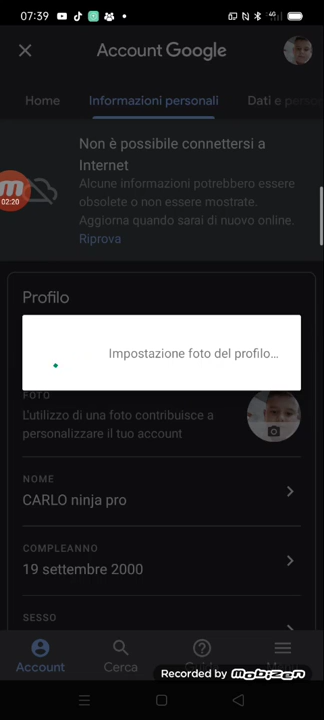 07:39
4G
Account Google
Home Informazioni personali Dati e perso
Non è possibile connettersi a
Internet
Alcune informazioni potrebbero essere
obsolete o non essere mostrate.
Aggiorna quando sarai di nuovo online.
Riprova
02:20
Profilo
Impostazione foto del profilo...
FOTO
L'utilizzo di una foto contribuisce a
personalizzare il tuo account
NOME
CARLO ninja pro
COMPLEANNO
19 settembre 2000
SESSO
Account Cerca
Recorded by mobizen